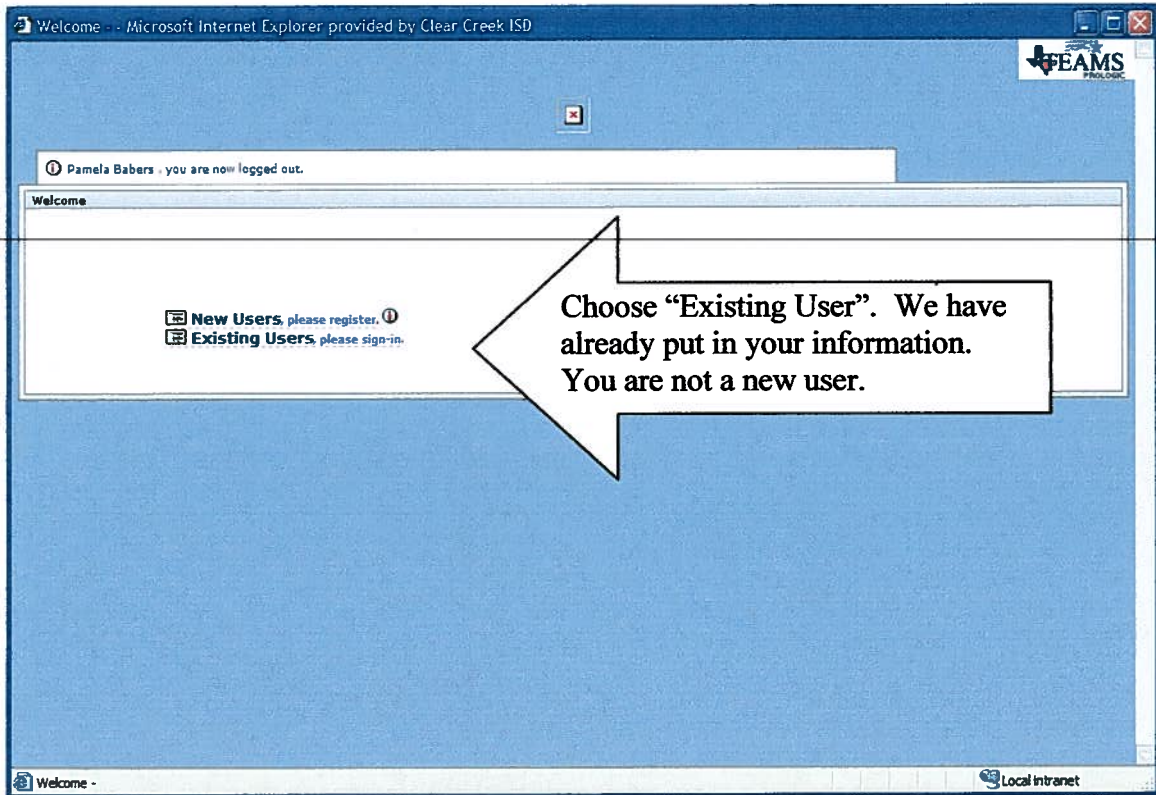 Welcome - - Microsoft Internet Explorer provided by Clear Creek ISD
TEAMS
PROLOGIC
Pamela Babers , you are now logged out.
Welcome
New Users, please register.
Existing Users, please sign-in.
Choose “Existing User”. We have
already put in your information.
You are not a new user.
Welcome -
Local intranet